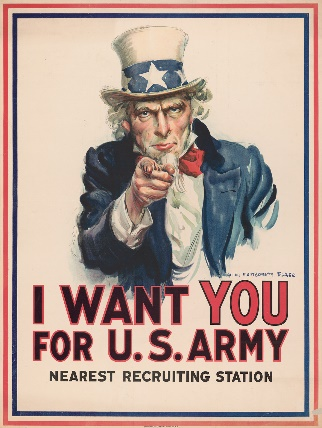 I WANT YOU
FOR U.S. ARMY
NEAREST RECRUITING STATION